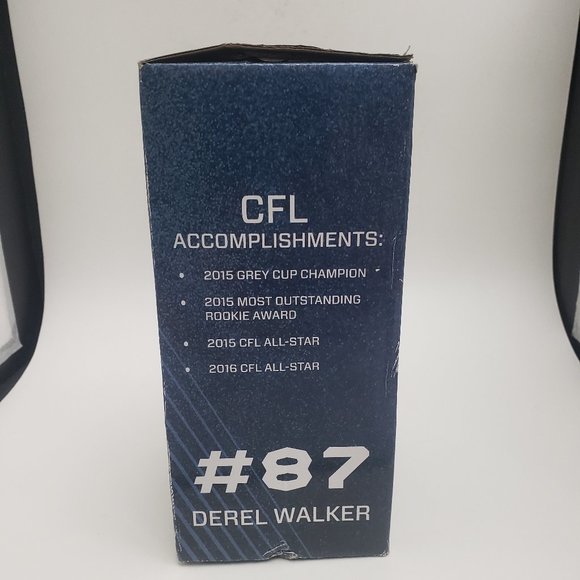 CFL
ACCOMPLISHMENTS:
• 2015 GREY CUP CHAMPION
• 2015 MOST OUTSTANDING
ROOKIE AWARD
• 2015 CFL ALL-STAR
• 2016 CFL ALL-STAR
#87
DEREL WALKER